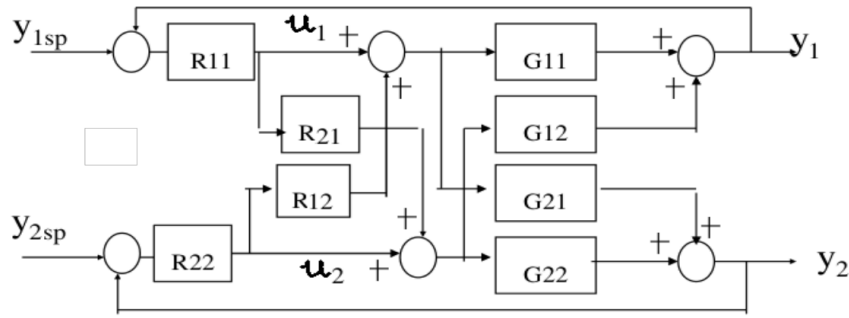 y1sp
R11
u1
+
+
G11
+
+
y1
R21
G12
R12
G21
y2sp
R22
u2
+
+
G22
+
+
y2